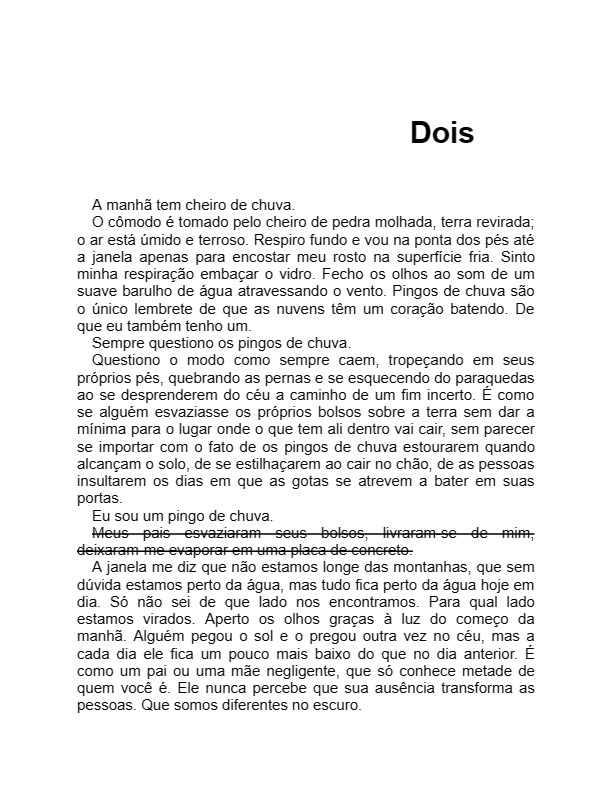 Dois
A manhã tem cheiro de chuva.
O cômodo é tomado pelo cheiro de pedra molhada, terra revirada;
o ar está úmido e terroso. Respiro fundo e vou na ponta dos pés até
a janela apenas para encostar meu rosto na superfície fria. Sinto
minha respiração embaçar o vidro. Fecho os olhos ao som de um
suave barulho de água atravessando o vento. Pingos de chuva são
o único lembrete de que as nuvens têm um coração batendo. De
que eu também tenho um.
Sempre questiono os pingos de chuva.
Questiono o modo como sempre caem, tropeçando em seus
próprios pés, quebrando as pernas e se esquecendo do paraquedas
ao se desprenderem do céu a caminho de um fim incerto. É como
se alguém esvaziasse os próprios bolsos sobre a terra sem dar a
mínima para o lugar onde o que tem ali dentro vai cair, sem parecer
se importar com o fato de os pingos de chuva estourarem quando
alcançam o solo, de se estilhaçarem ao cair no chão, de as pessoas
insultarem os dias em que as gotas se atrevem a bater em suas
portas.
Eu sou um pingo de chuva.
Meus pais esvaziaram seus bolsos, livraram-se de mim,
deixaram-me evaporar em uma placa de concreto.
A janela me diz que não estamos longe das montanhas, que sem
dúvida estamos perto da água, mas tudo fica perto da água hoje em
dia. Só não sei de que lado nos encontramos. Para qual lado
estamos virados. Aperto os olhos graças à luz do começo da
manhã. Alguém pegou o sol e o pregou outra vez no céu, mas a
cada dia ele fica um pouco mais baixo do que no dia anterior. É
como um pai ou uma mãe negligente, que só conhece metade de
quem você é. Ele nunca percebe que sua ausência transforma as
pessoas. Que somos diferentes no escuro.